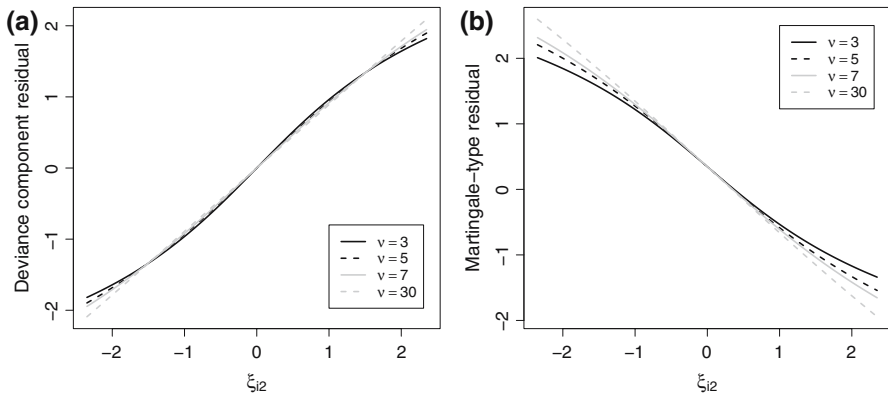 (a)
Deviance component residual
2
1
0
−1
−2
ν = 3
ν = 5
ν = 7
ν = 30
−2 −1 0 1 2
ξi2
(b)
Martingale−type residual
2
1
0
−1
−2
ν = 3
ν = 5
ν = 7
ν = 30
−2 −1 0 1 2
ξi2